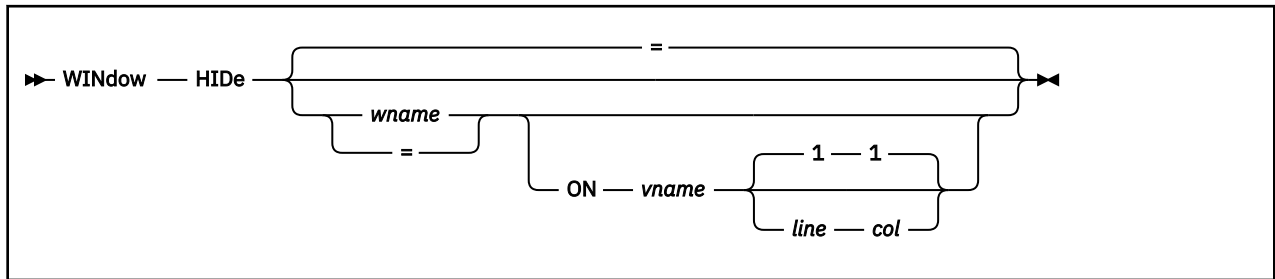 =
WINdow HIDe
wname
=
1 1
ON vname
line col